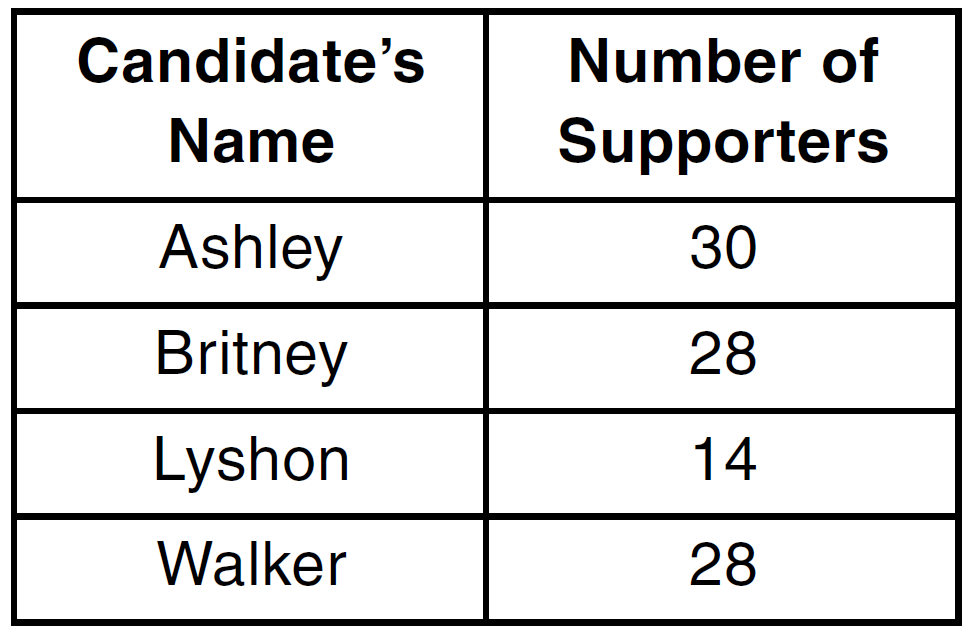 Candidate’s Name
Number of Supporters
Ashley 30
Britney 28
Lyshon 14
Walker 28